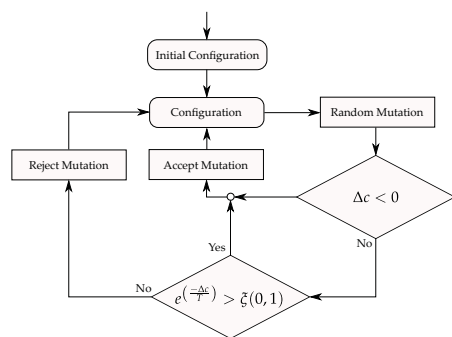 Initial Configuration
Configuration
Random Mutation
Reject Mutation
Accept Mutation
Δc < 0
No
Yes
No
e^(−Δc/T) > ξ(0, 1)